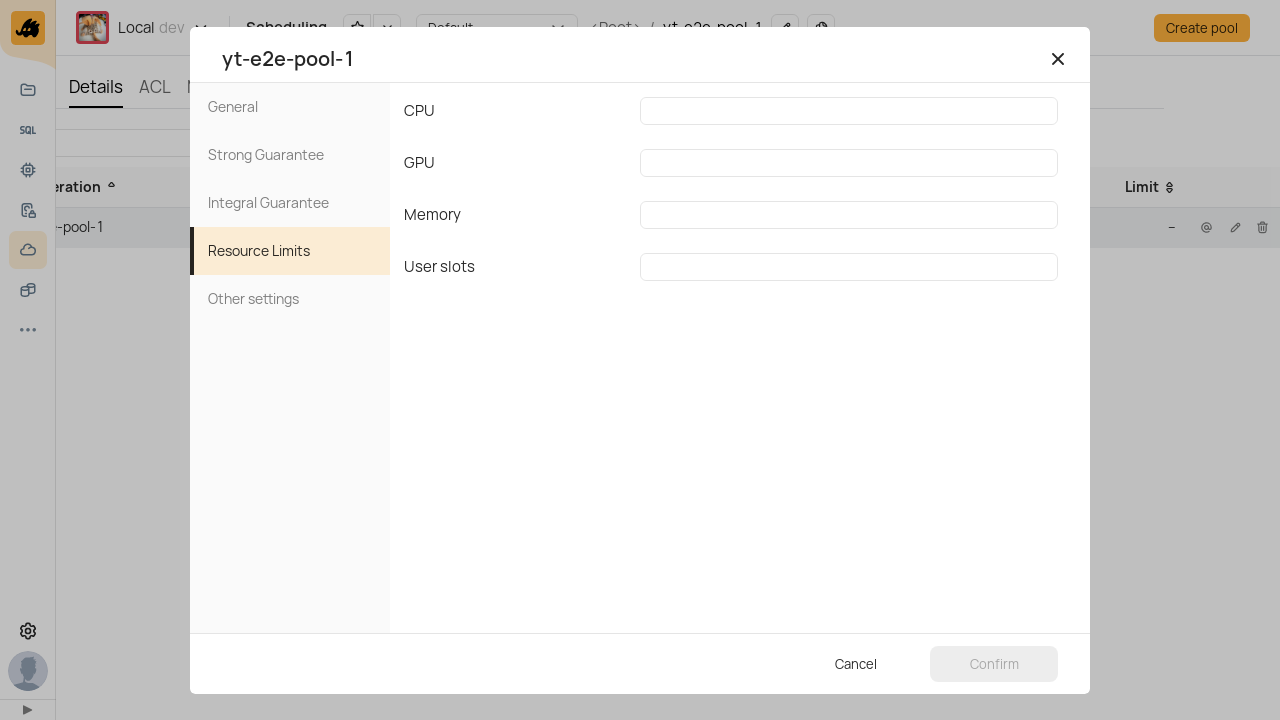 Local dev
Scheduling
Default
<Root> / yt-e2e-pool-1
Create pool
yt-e2e-pool-1
Details
ACL
SQL
General
Strong Guarantee
Integral Guarantee
Resource Limits
Other settings
CPU
GPU
Memory
User slots
eration
Limit
-pool-1
–
Cancel
Confirm